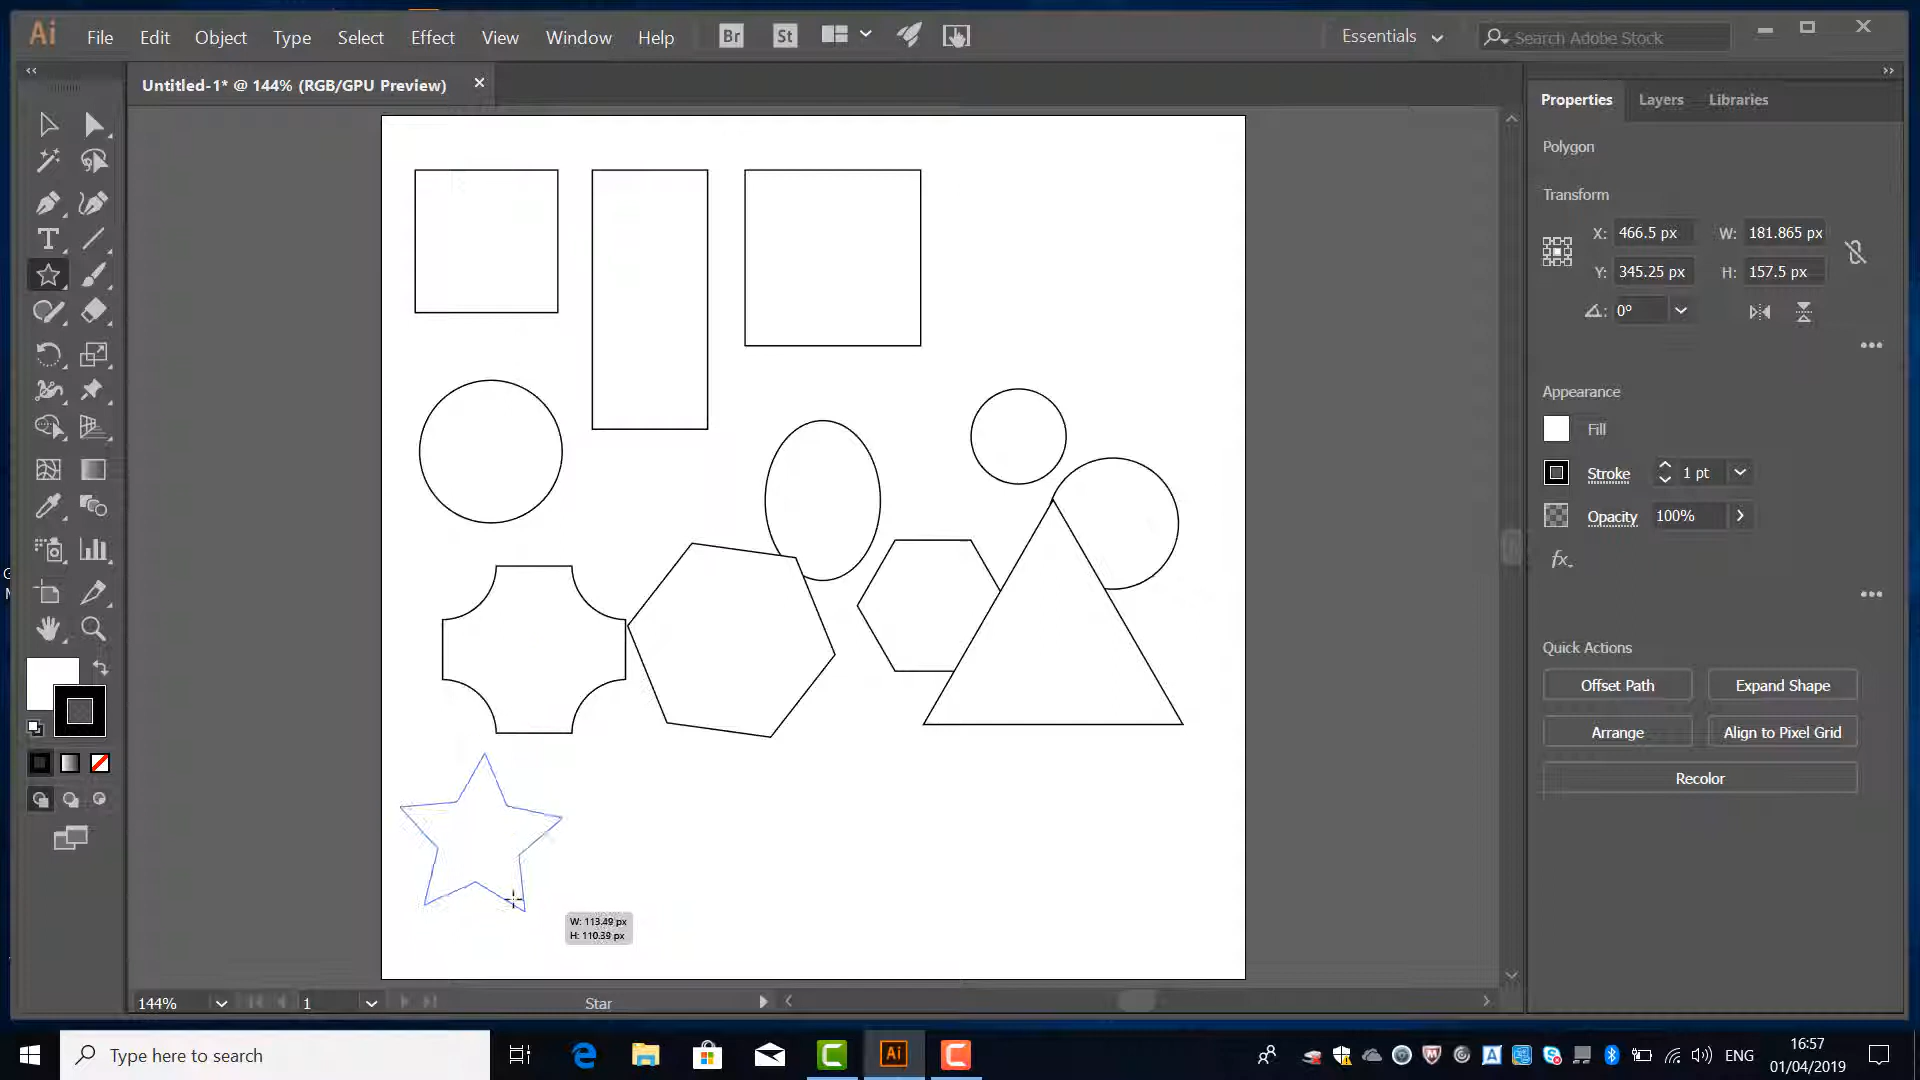 Ai File Edit Object Type Select Effect View Window Help Br St Essentials Search Adobe Stock
Untitled-1* @ 144% (RGB/GPU Preview)
Properties Layers Libraries
Polygon
Transform
X: 466.5 px W: 181.865 px
Y: 345.25 px H: 157.5 px
0°
Appearance
Fill
Stroke 1 pt
Opacity 100%
fx.
Quick Actions
Offset Path Expand Shape
Arrange Align to Pixel Grid
Recolor
W: 113.49 px
H: 110.39 px
144% 1 Star
Type here to search
Ai
ENG
16:57
01/04/2019